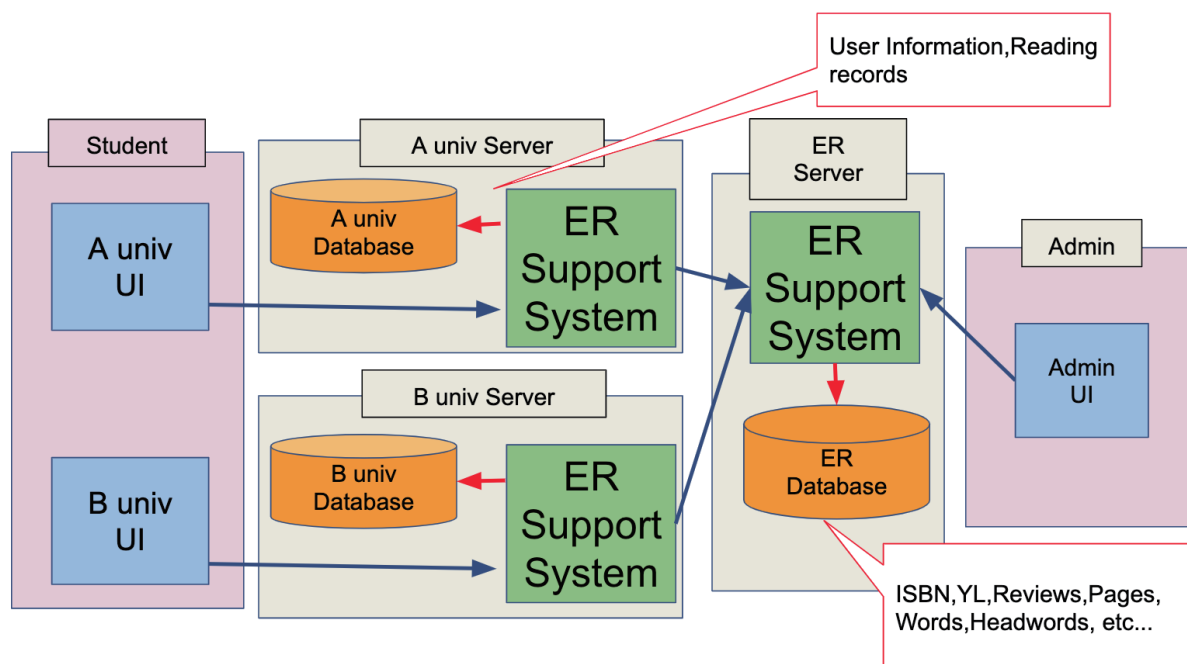 User Information,Reading
records
Student
A univ Server
ER
Server
A univ
Database
ER
Support
System
ER
Support
System
Admin
A univ
UI
Admin
UI
B univ Server
B univ
Database
ER
Support
System
ER
Database
B univ
UI
ISBN,YL,Reviews,Pages,
Words,Headwords, etc...